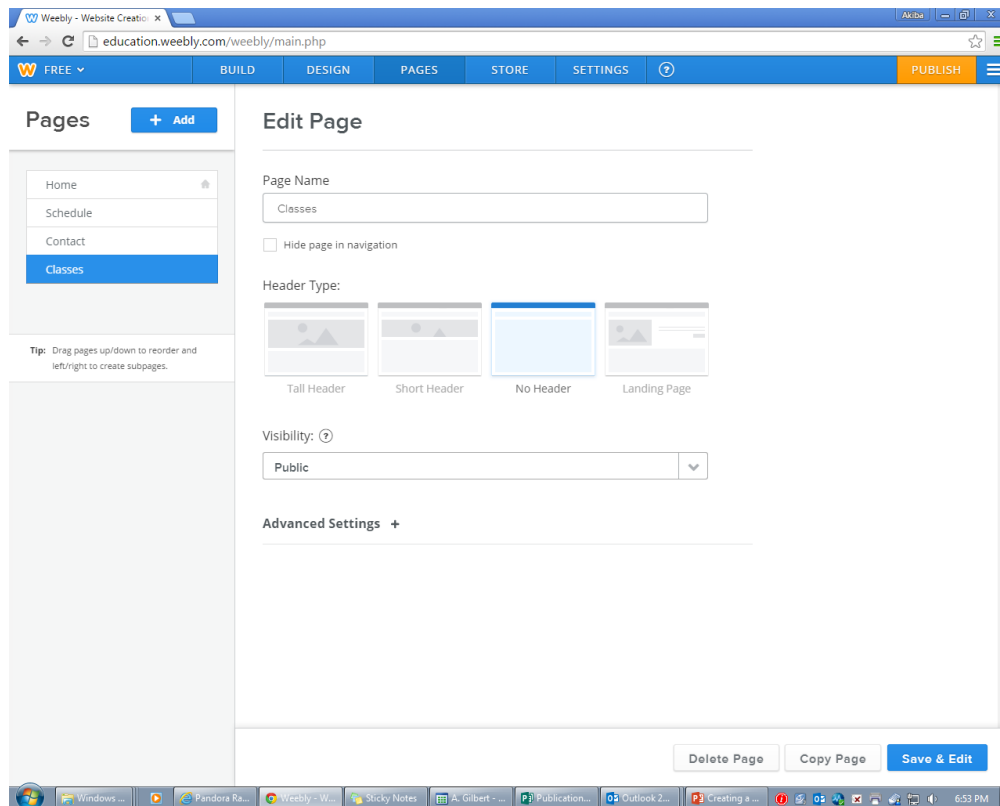 Weebly - Website Creatio
Akiba
education.weebly.com/weebly/main.php
FREE BUILD DESIGN PAGES STORE SETTINGS ? PUBLISH
Pages
+ Add
Home
Schedule
Contact
Classes
Tip: Drag pages up/down to reorder and
left/right to create subpages.
Edit Page
Page Name
Classes
Hide page in navigation
Header Type:
Tall Header Short Header No Header Landing Page
Visibility: ?
Public
Advanced Settings +
Delete Page Copy Page Save & Edit
Windows ... Pandora Ra... Weebly - W... Sticky Notes A. Gilbert - ... Publication... Outlook 2... Creating a ... 6:53 PM